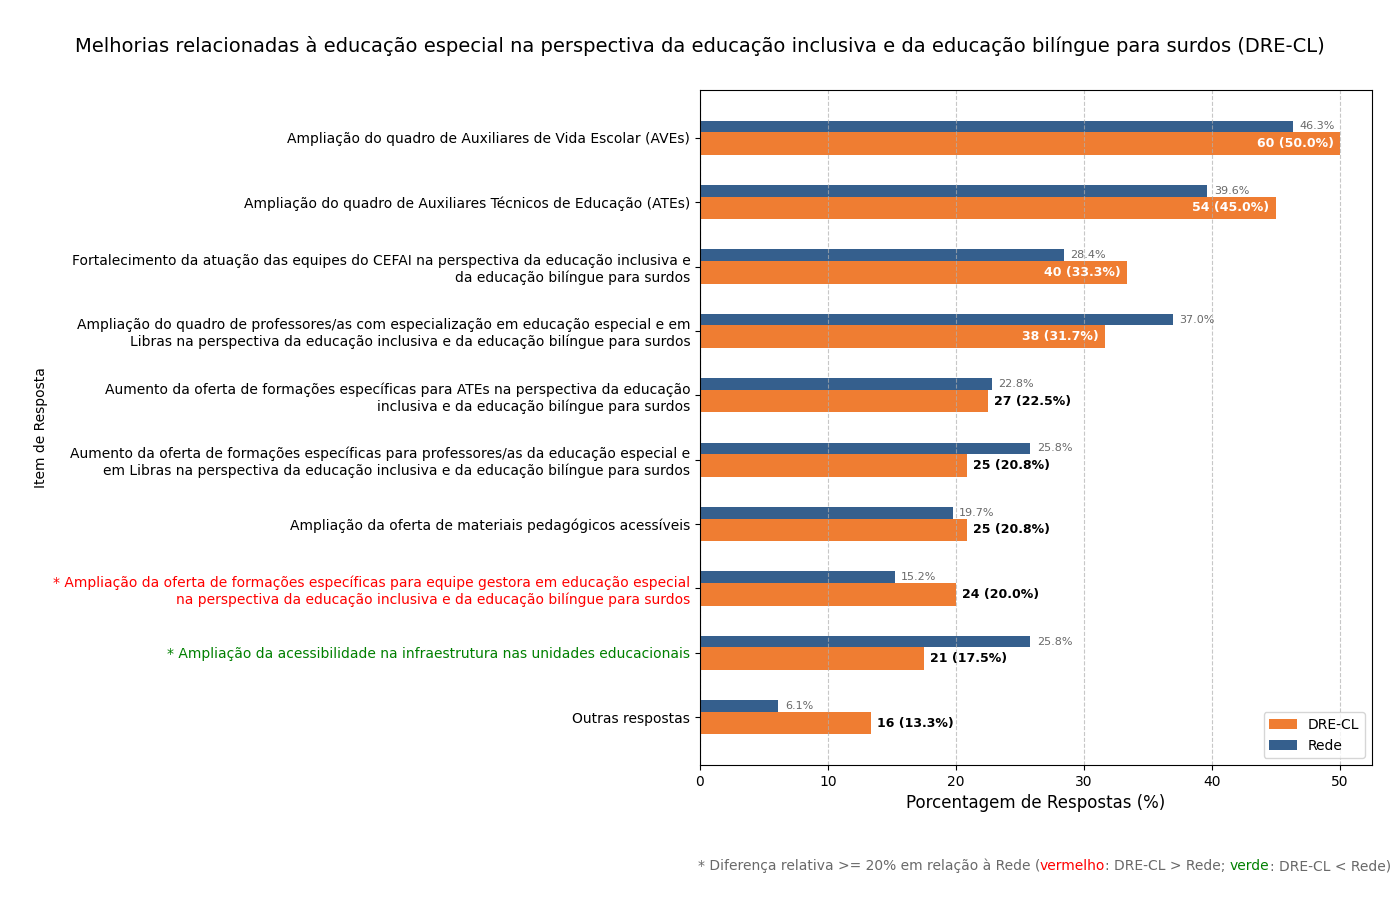 Melhorias relacionadas à educação especial na perspectiva da educação inclusiva e da educação bilíngue para surdos (DRE-CL)
Item de Resposta
Ampliação do quadro de Auxiliares de Vida Escolar (AVEs)
46.3%
60 (50.0%)
Ampliação do quadro de Auxiliares Técnicos de Educação (ATEs)
39.6%
54 (45.0%)
Fortalecimento da atuação das equipes do CEFAI na perspectiva da educação inclusiva e
da educação bilíngue para surdos
28.4%
40 (33.3%)
Ampliação do quadro de professores/as com especialização em educação especial e em
Libras na perspectiva da educação inclusiva e da educação bilíngue para surdos
37.0%
38 (31.7%)
Aumento da oferta de formações específicas para ATEs na perspectiva da educação
inclusiva e da educação bilíngue para surdos
22.8%
27 (22.5%)
Aumento da oferta de formações específicas para professores/as da educação especial e
em Libras na perspectiva da educação inclusiva e da educação bilíngue para surdos
25.8%
25 (20.8%)
Ampliação da oferta de materiais pedagógicos acessíveis
19.7%
25 (20.8%)
* Ampliação da oferta de formações específicas para equipe gestora em educação especial
na perspectiva da educação inclusiva e da educação bilíngue para surdos
15.2%
24 (20.0%)
* Ampliação da acessibilidade na infraestrutura nas unidades educacionais
25.8%
21 (17.5%)
Outras respostas
6.1%
16 (13.3%)
DRE-CL
Rede
0 10 20 30 40 50
Porcentagem de Respostas (%)
* Diferença relativa >= 20% em relação à Rede (vermelho: DRE-CL > Rede; verde: DRE-CL < Rede)